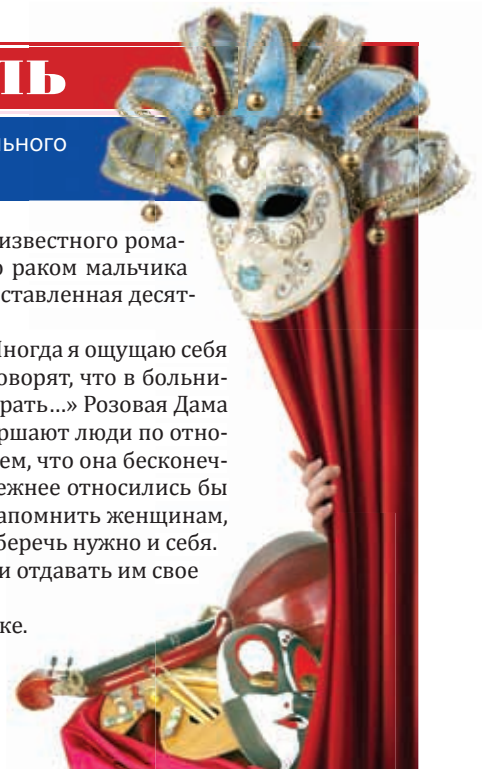 ЛЬ
льного
известного рома-
о раком мальчика
ставленная десят-
Иногда я ощущаю себя
оворят, что в больни-
рать…» Розовая Дама
ршают люди по отно-
ем, что она бесконеч-
ежнее относились бы
апомнить женщинам,
беречь нужно и себя.
и отдавать им свое
ке.